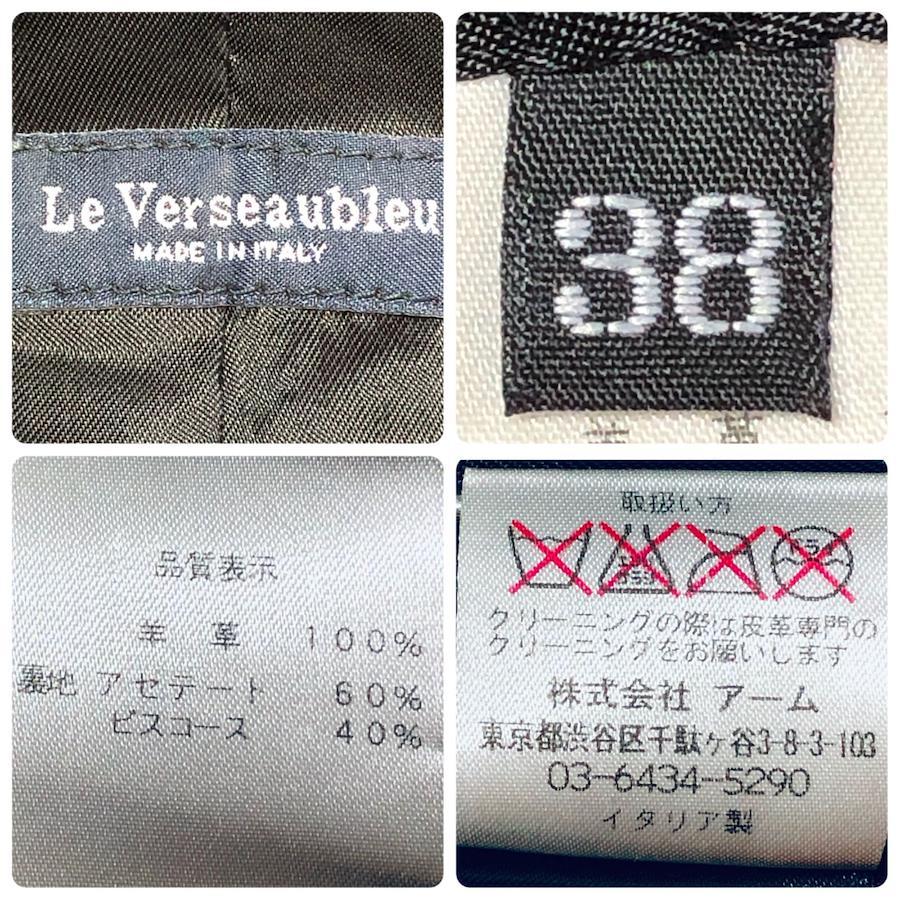 Le Verseaubleu
MADE IN ITALY
38
品質表示
羊革 100%
裏地 アセテート 60%
ビスコース 40%
取扱い方
ドライ
クリーニングの際は皮革専門の
クリーニングをお願いします
株式会社 アーム
東京都渋谷区千駄ヶ谷3-8-3-103
03-6434-5290
イタリア製